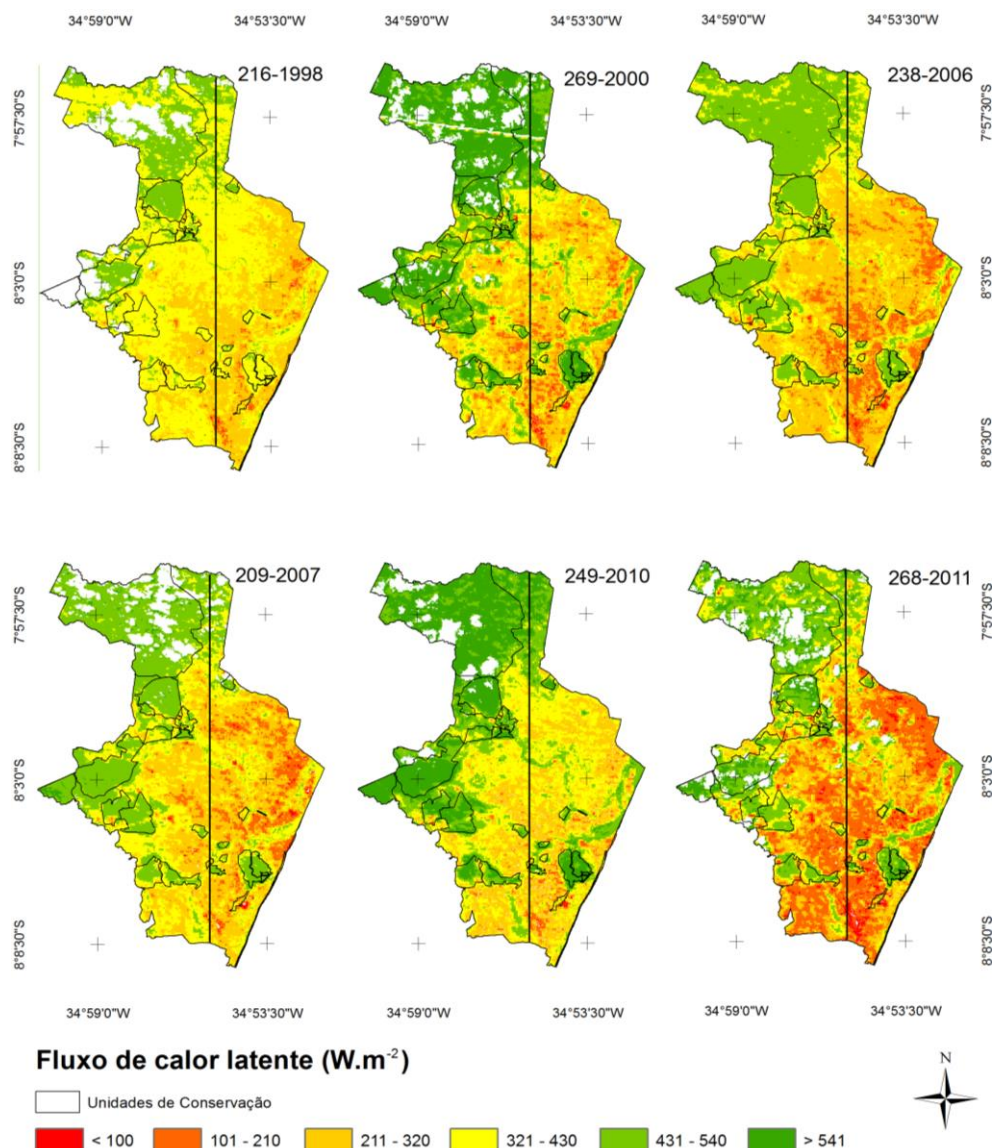 34°59'0"W 34°53'30"W 34°59'0"W 34°53'30"W 34°59'0"W 34°53'30"W
216-1998
269-2000
238-2006
7°57'30"S
7°57'30"S
8°3'0"S
8°3'0"S
8°8'30"S
8°8'30"S
209-2007
249-2010
268-2011
7°57'30"S
7°57'30"S
8°3'0"S
8°3'0"S
8°8'30"S
8°8'30"S
34°59'0"W 34°53'30"W 34°59'0"W 34°53'30"W 34°59'0"W 34°53'30"W
Fluxo de calor latente (W.m⁻²)
N
Unidades de Conservação
< 100 101 - 210 211 - 320 321 - 430 431 - 540 > 541